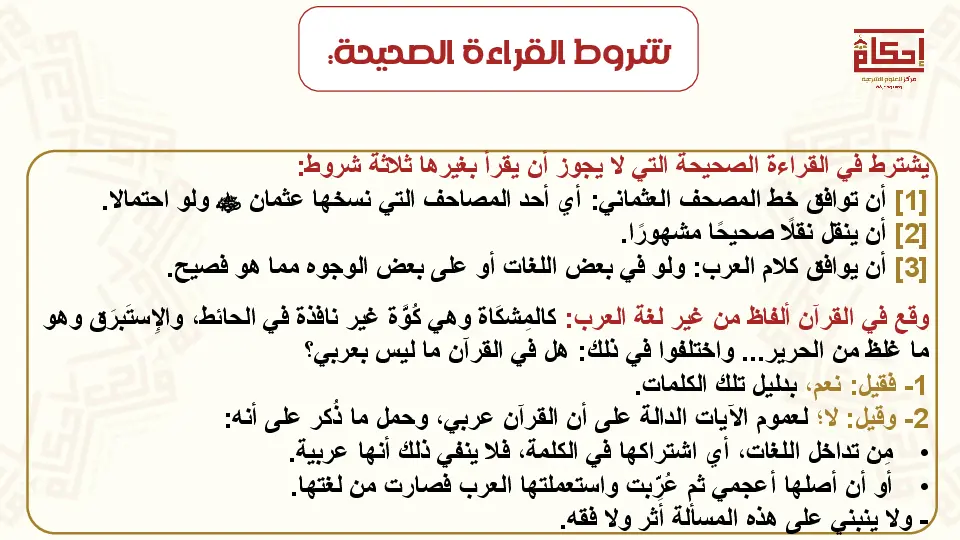 شروط القراءة الصحيحة:
إحكام
مركز للعلوم الشرعية
يشترط في القراءة الصحيحة التي لا يجوز أن يقرأ بغيرها ثلاثة شروط:
[1] أن توافق خط المصحف العثماني: أي أحد المصاحف التي نسخها عثمان ولو احتمالا.
[2] أن ينقل نقلًا صحيحًا مشهورًا.
[3] أن يوافق كلام العرب: ولو في بعض اللغات أو على بعض الوجوه مما هو فصيح.
وقع في القرآن ألفاظ من غير لغة العرب: كالمِشكَاة وهي كُوَّة غير نافذة في الحائط، والإِستَبرَق وهو
ما غلظ من الحرير... واختلفوا في ذلك: هل في القرآن ما ليس بعربي؟
1- فقيل: نعم، بدليل تلك الكلمات.
2- وقيل: لا؛ لعموم الآيات الدالة على أن القرآن عربي، وحمل ما ذُكر على أنه:
• مِن تداخل اللغات، أي اشتراكها في الكلمة، فلا ينفي ذلك أنها عربية.
• أو أن أصلها أعجمي ثم عُرِّبت واستعملتها العرب فصارت من لغتها.
- ولا ينبني على هذه المسألة أثر ولا فقه.